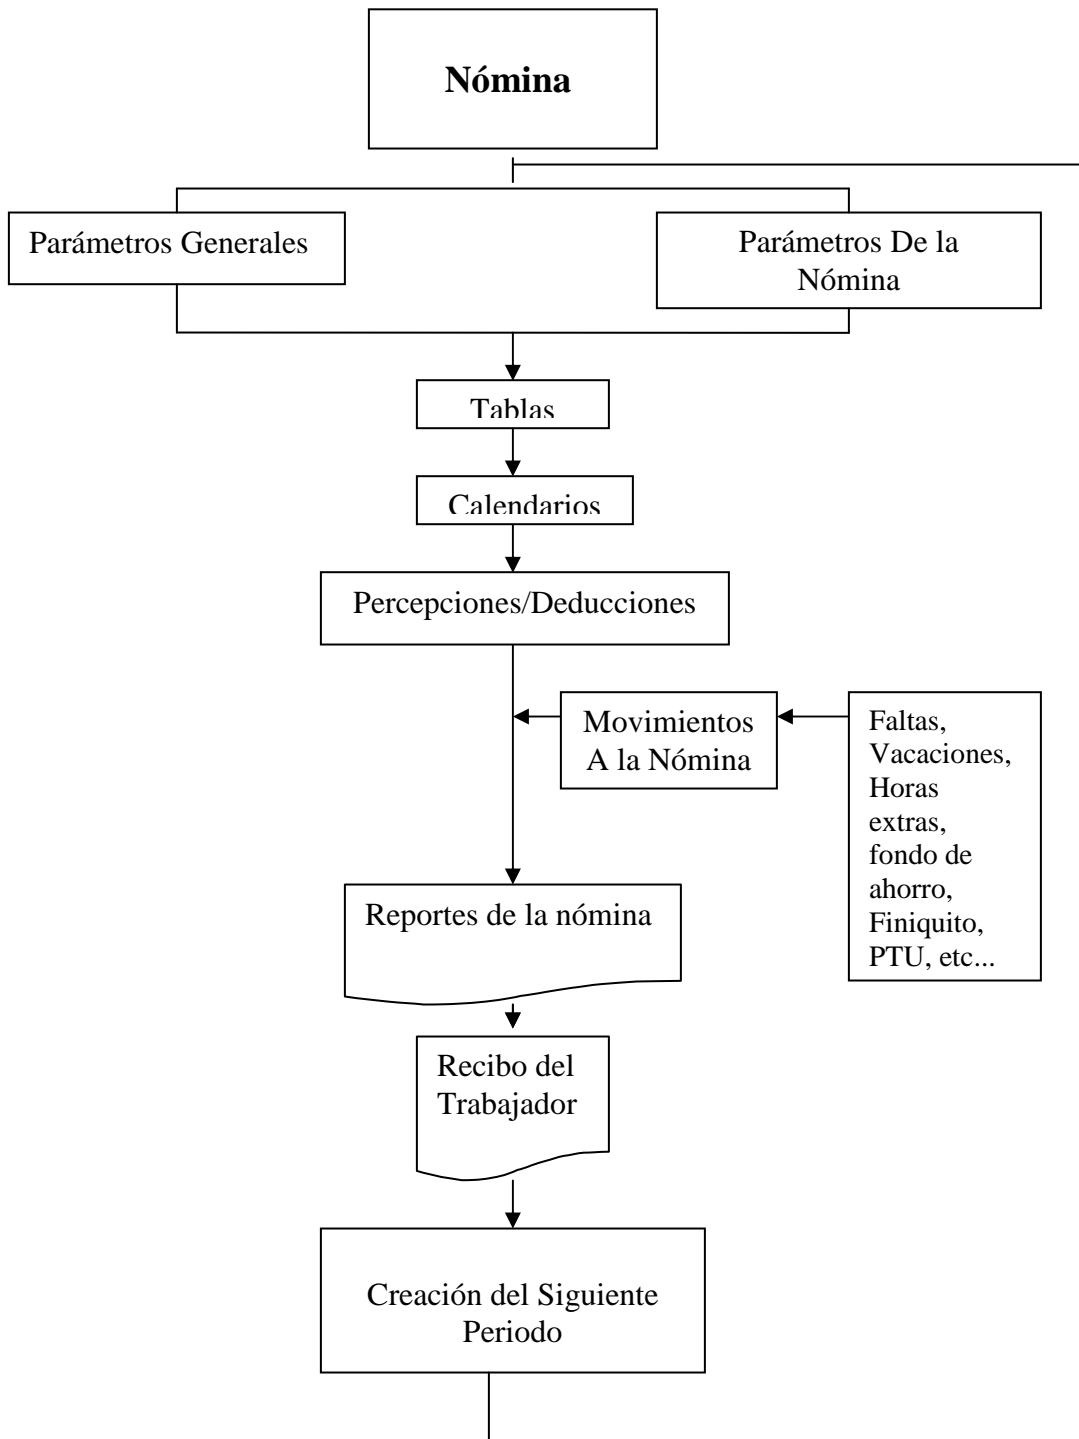 Nómina
Parámetros Generales
Parámetros De la
Nómina
Tablas
Calendarios
Percepciones/Deducciones
Movimientos
A la Nómina
Faltas,
Vacaciones,
Horas
extras,
fondo de
ahorro,
Finiquito,
PTU, etc...
Reportes de la nómina
Recibo del
Trabajador
Creación del Siguiente
Periodo